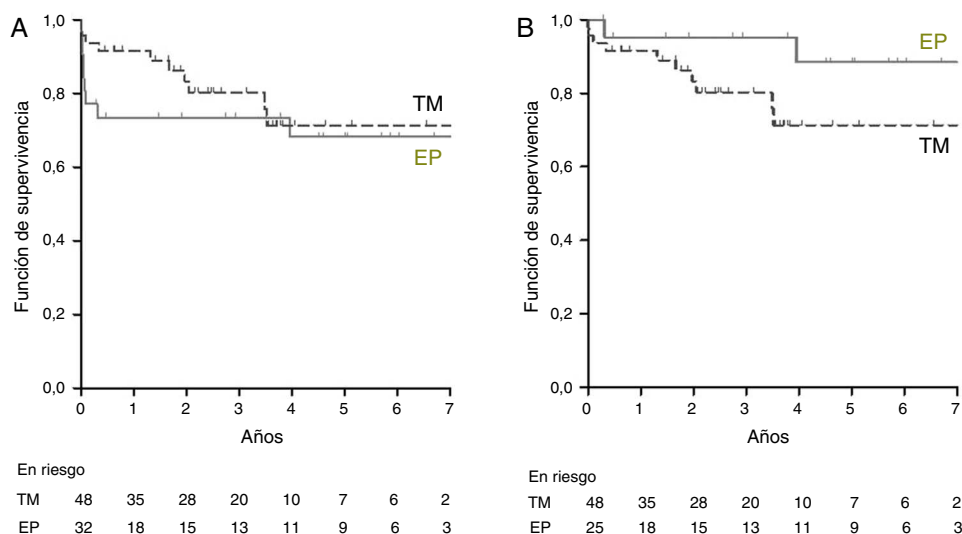 A
1,0
0,8
0,6
0,4
0,2
0,0
Función de supervivencia
TM
EP
0 1 2 3 4 5 6 7
Años
En riesgo
TM 48 35 28 20 10 7 6 2
EP 32 18 15 13 11 9 6 3
B
1,0
0,8
0,6
0,4
0,2
0,0
Función de supervivencia
EP
TM
0 1 2 3 4 5 6 7
Años
En riesgo
TM 48 35 28 20 10 7 6 2
EP 25 18 15 13 11 9 6 3